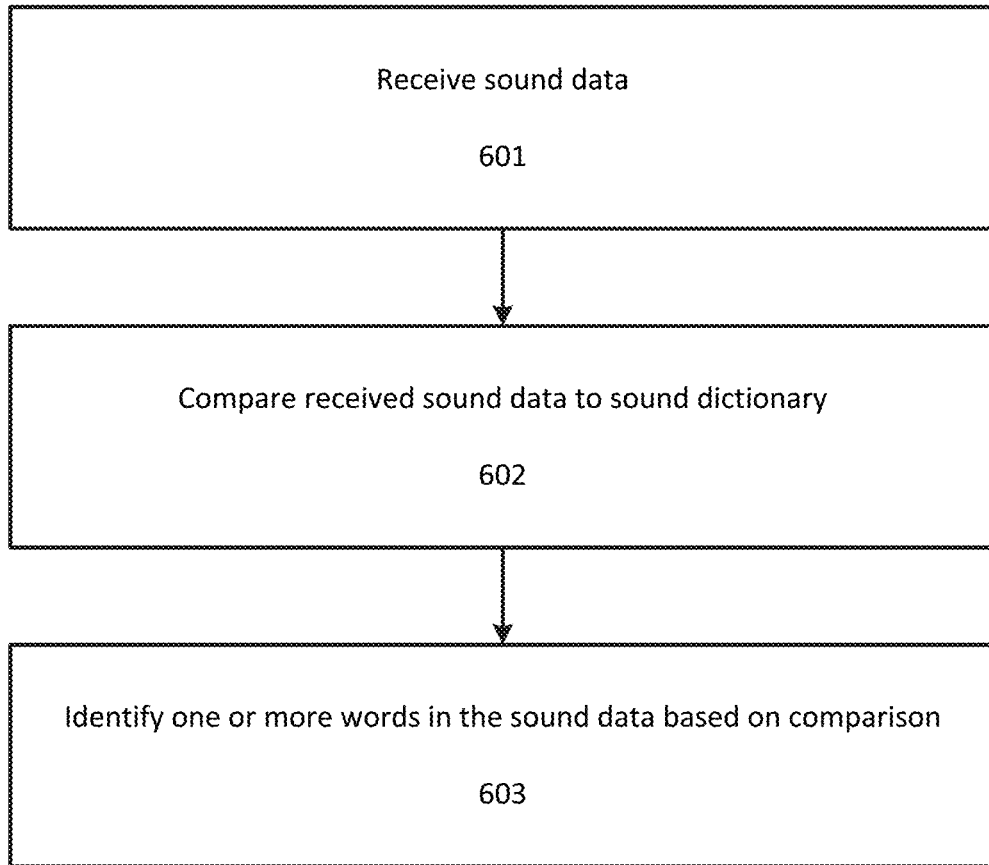 Receive sound data
601
Compare received sound data to sound dictionary
602
Identify one or more words in the sound data based on comparison
603